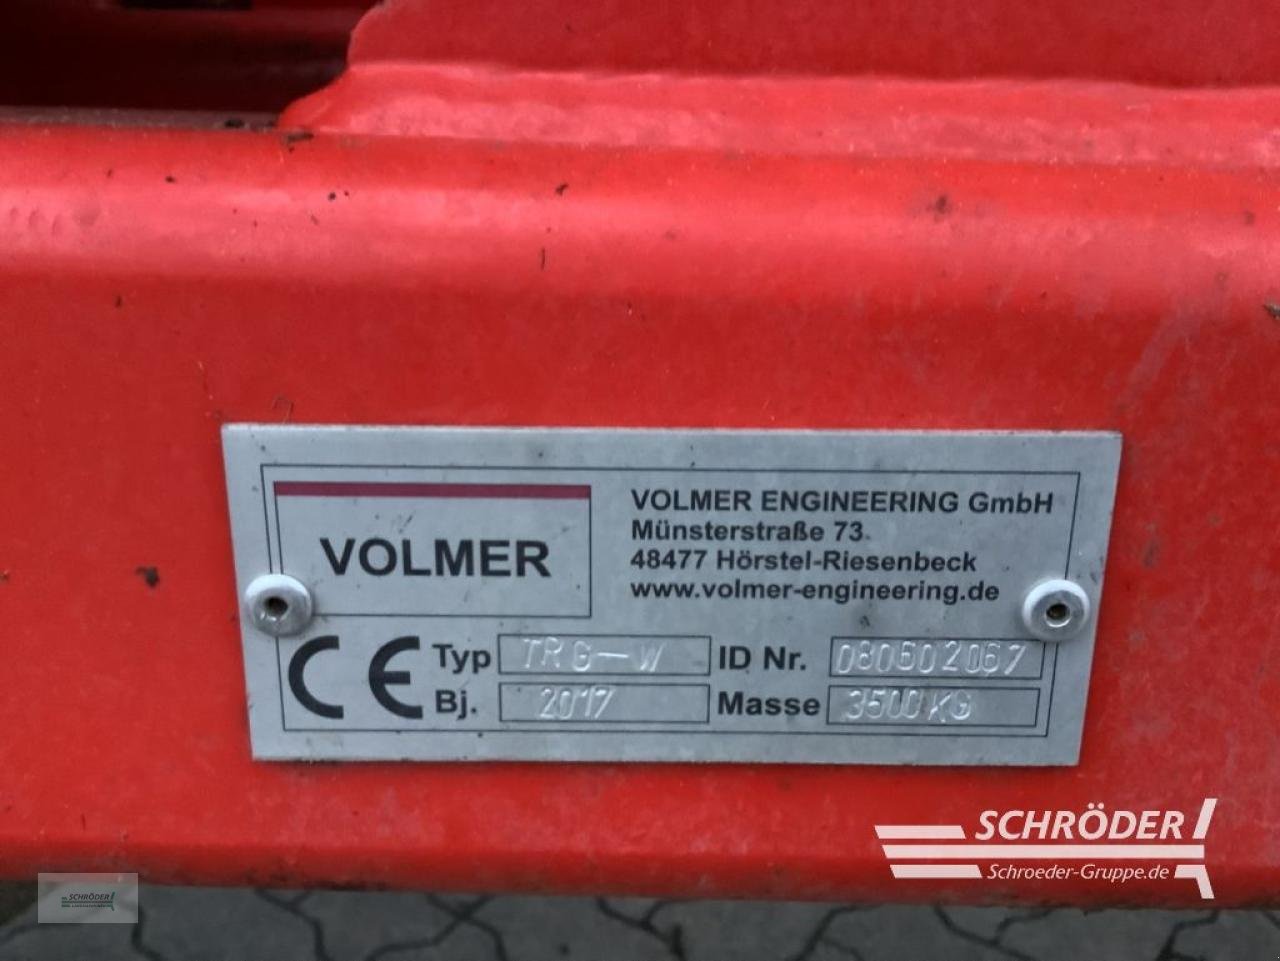 VOLMER
VOLMER ENGINEERING GmbH
Münsterstraße 73
48477 Hörstel-Riesenbeck
www.volmer-engineering.de
CE
Typ TRG-W ID Nr. 080602067
Bj. 2017 Masse 3500KG
SCHRÖDER
Schroeder-Gruppe.de
SCHRÖDER